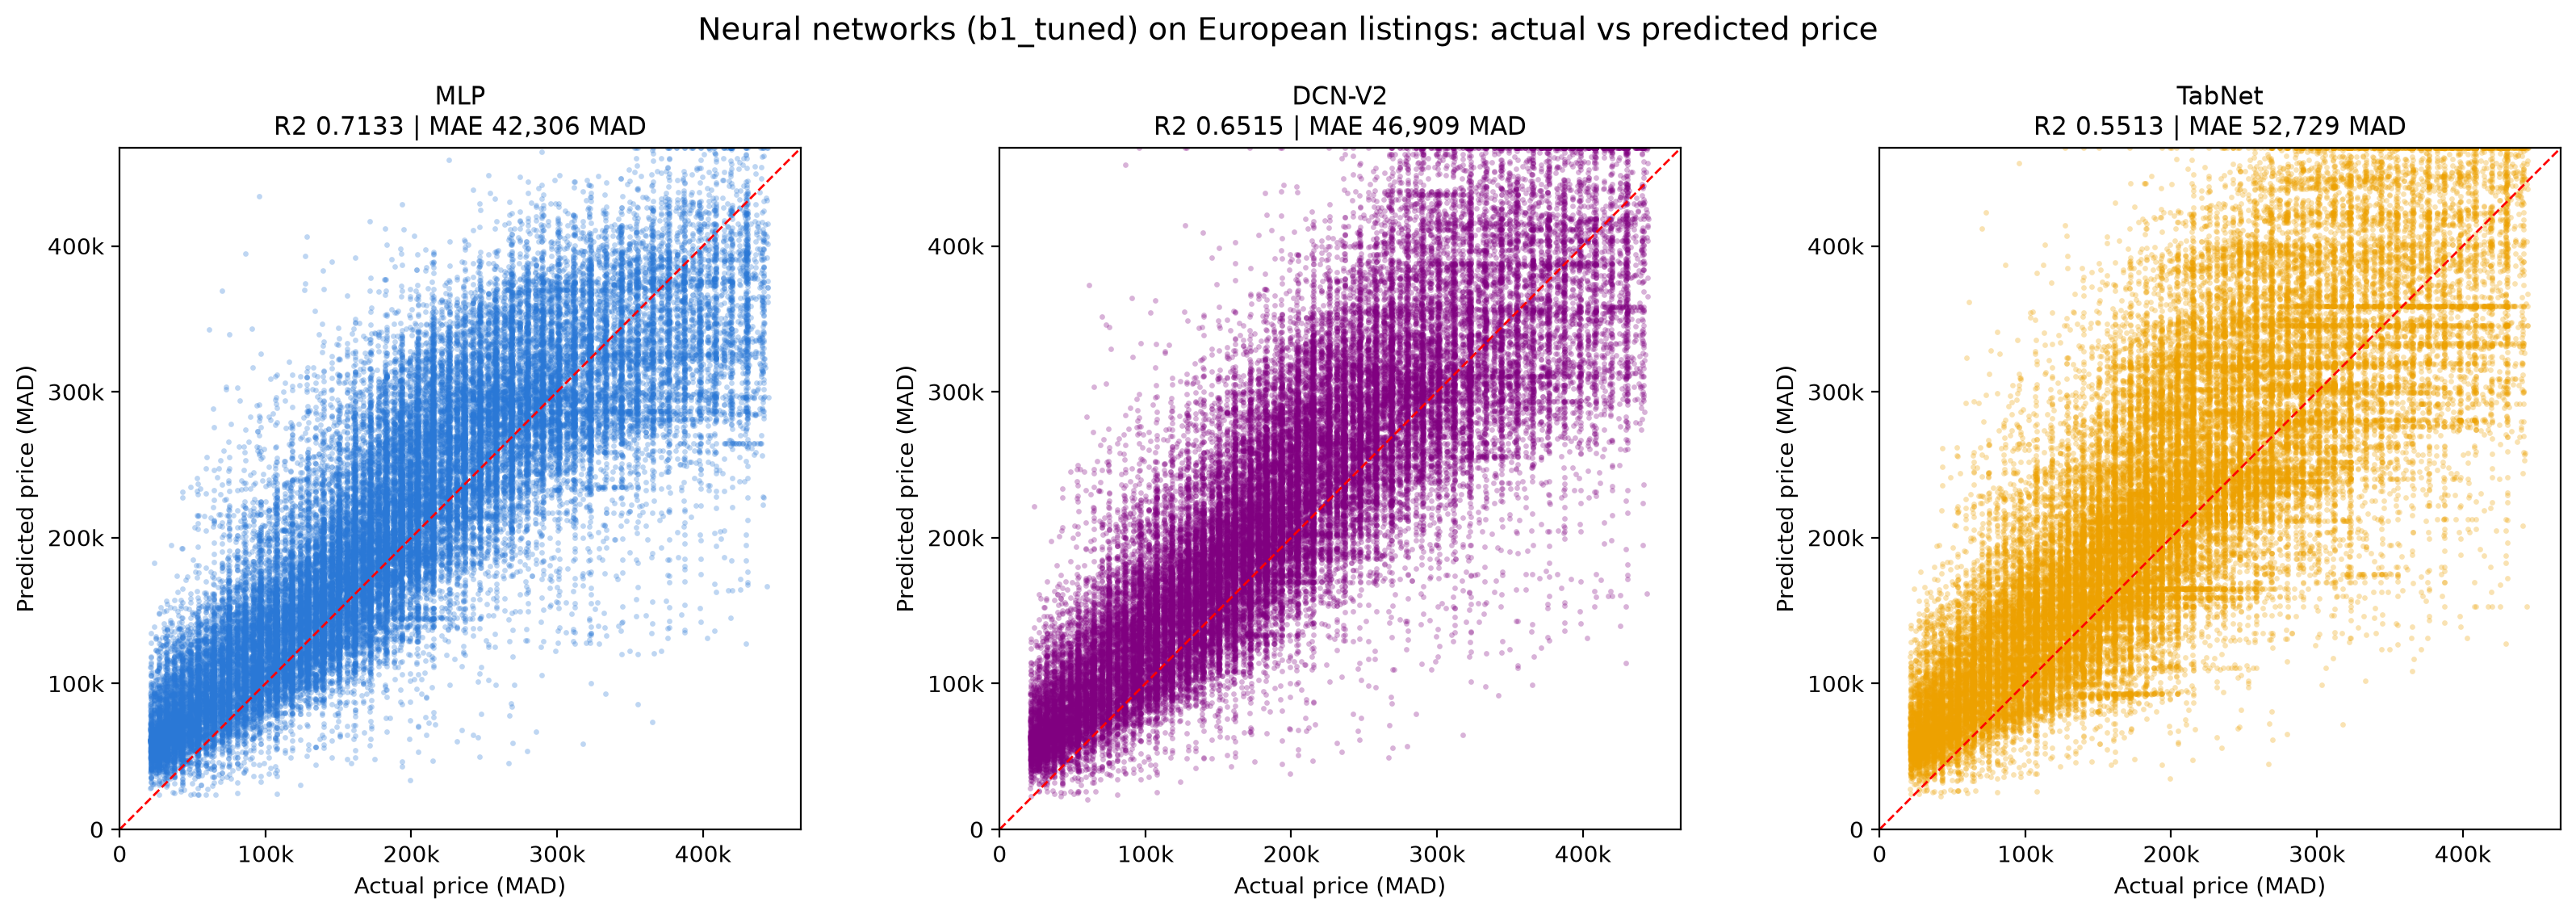 Neural networks (b1_tuned) on European listings: actual vs predicted price
MLP
R2 0.7133 | MAE 42,306 MAD
400k
300k
200k
100k
0
Predicted price (MAD)
0 100k 200k 300k 400k
Actual price (MAD)
DCN-V2
R2 0.6515 | MAE 46,909 MAD
400k
300k
200k
100k
0
Predicted price (MAD)
0 100k 200k 300k 400k
Actual price (MAD)
TabNet
R2 0.5513 | MAE 52,729 MAD
400k
300k
200k
100k
0
Predicted price (MAD)
0 100k 200k 300k 400k
Actual price (MAD)